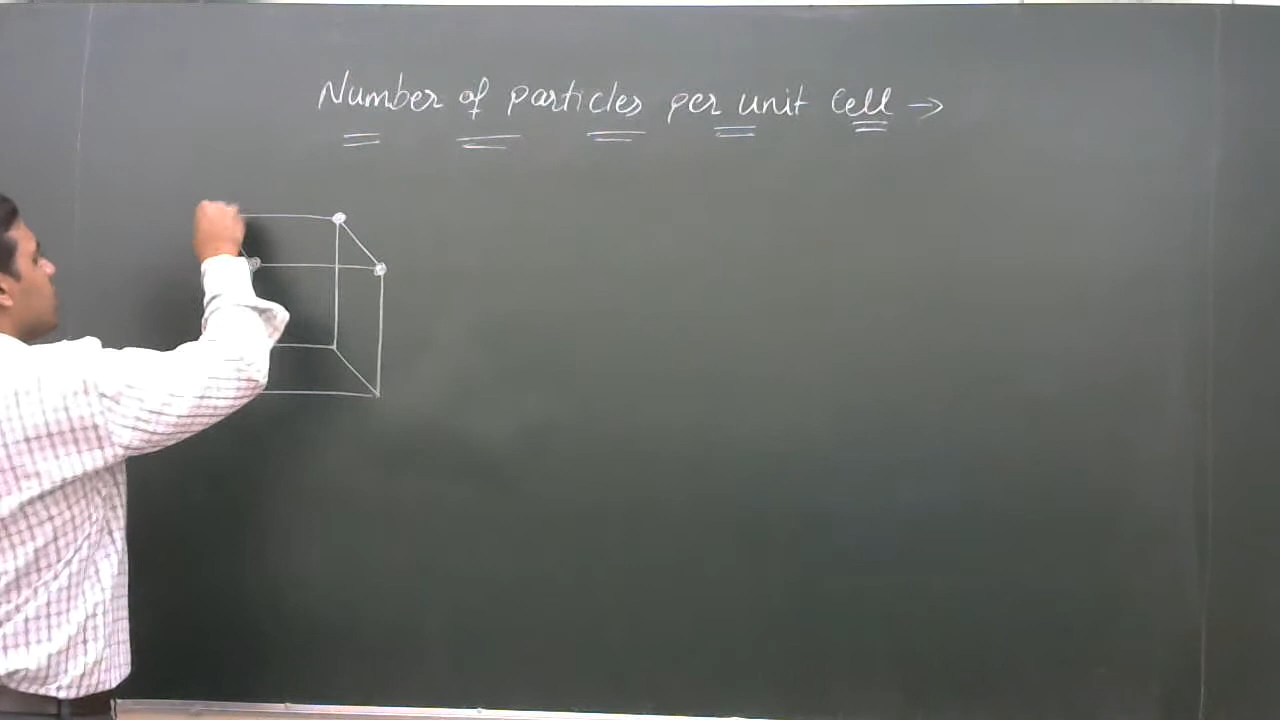 Number of particles per unit cell →